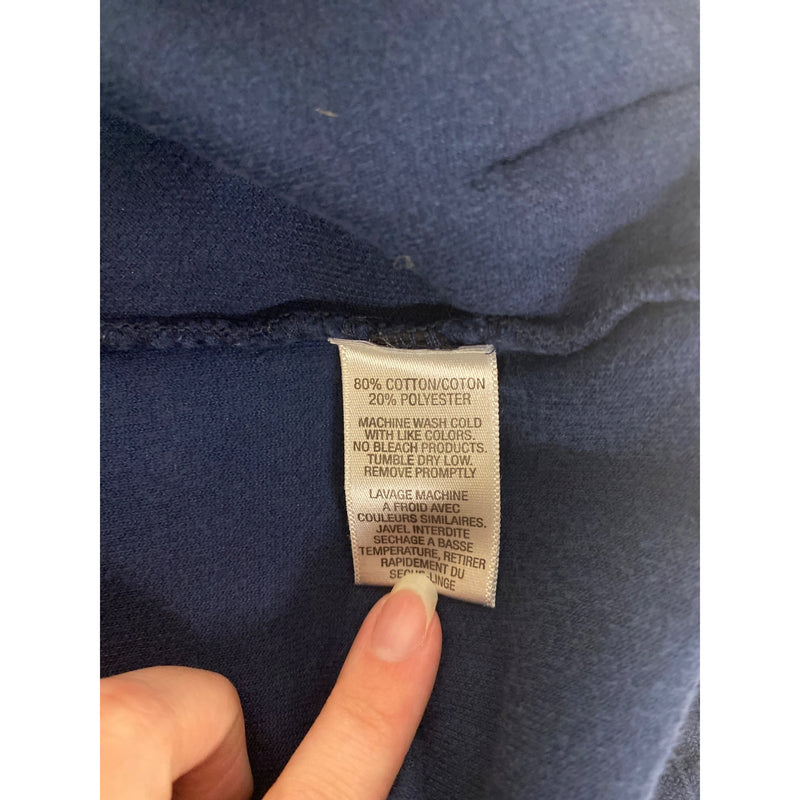 80% COTTON/COTON
20% POLYESTER
MACHINE WASH COLD
WITH LIKE COLORS.
NO BLEACH PRODUCTS.
TUMBLE DRY LOW.
REMOVE PROMPTLY
LAVAGE MACHINE
A FROID AVEC
COULEURS SIMILAIRES.
JAVEL INTERDITE
SECHAGE A BASSE
TEMPERATURE, RETIRER
RAPIDEMENT DU
LINGE